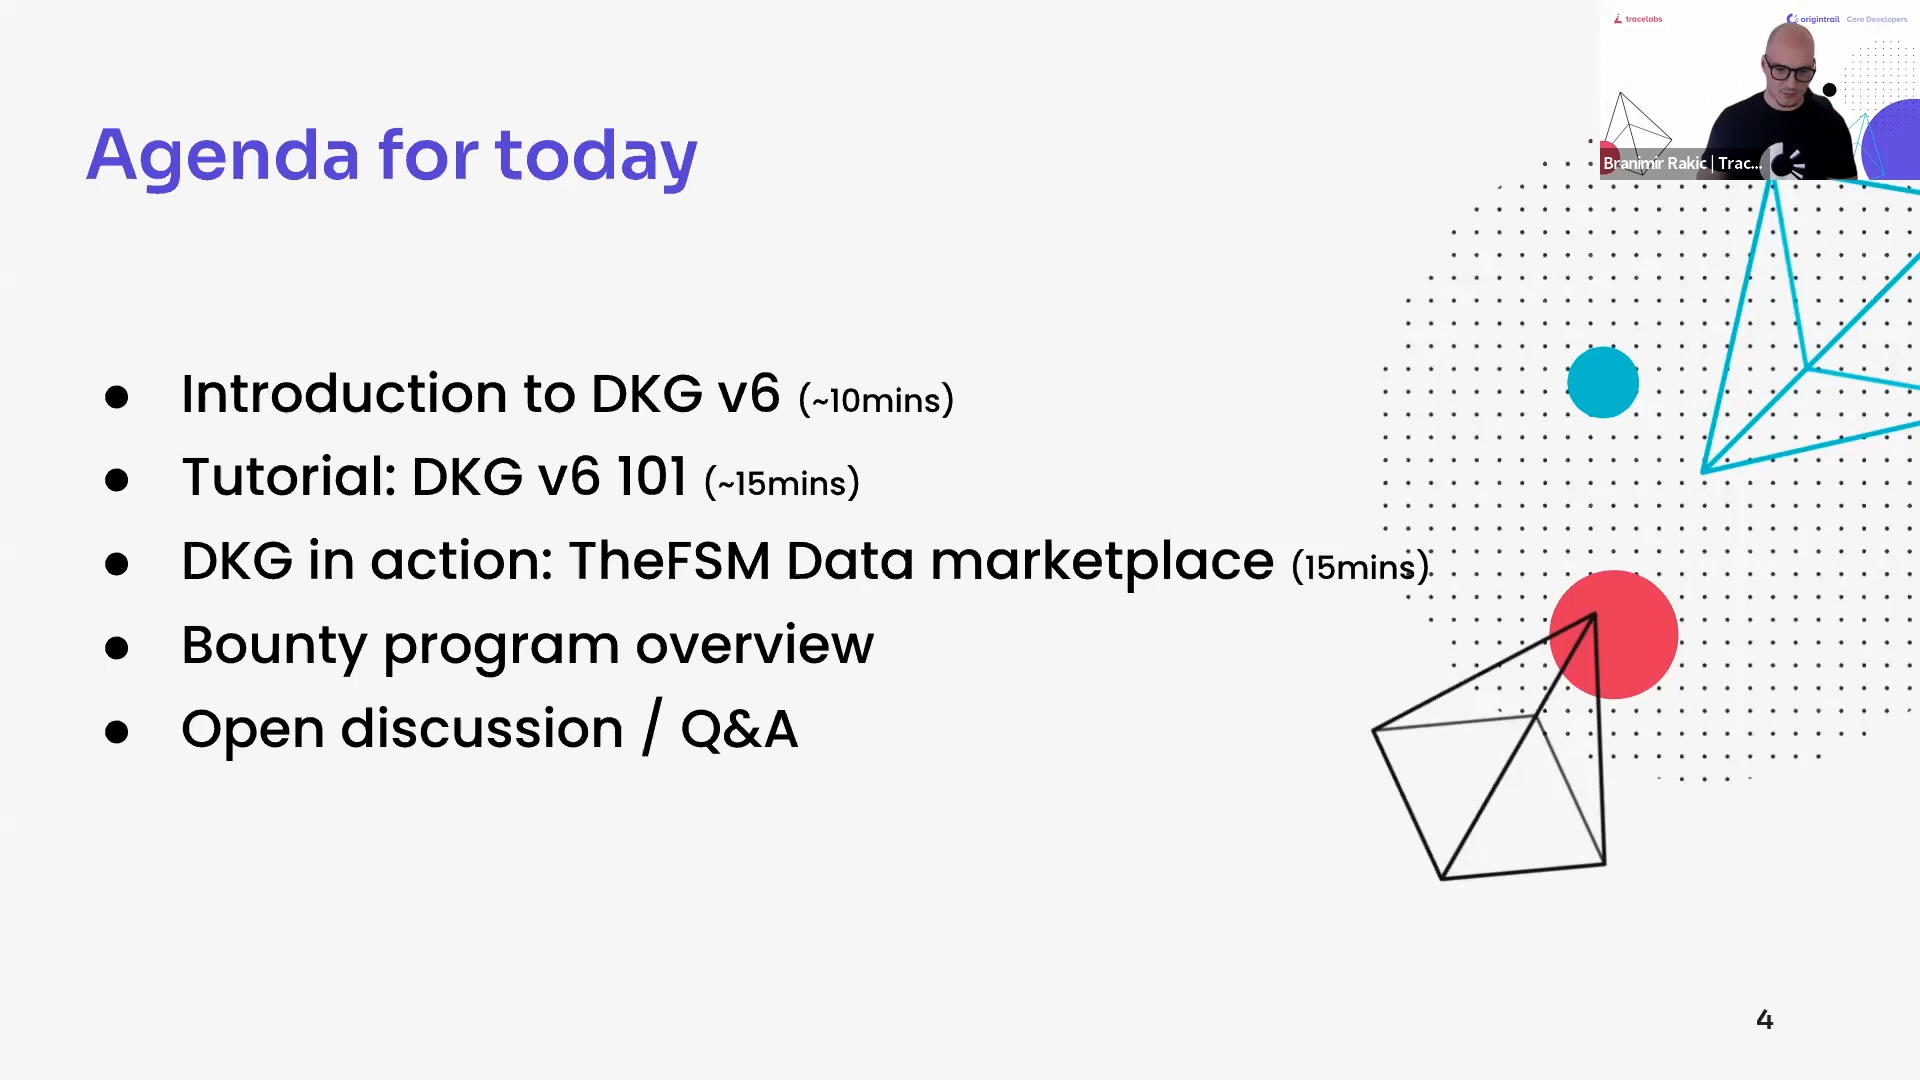 tracelabs
origintrail Core Developers
Branimir Rakic | Trac...
Agenda for today
● Introduction to DKG v6 (~10mins)
● Tutorial: DKG v6 101 (~15mins)
● DKG in action: TheFSM Data marketplace (15mins)
● Bounty program overview
● Open discussion / Q&A
4